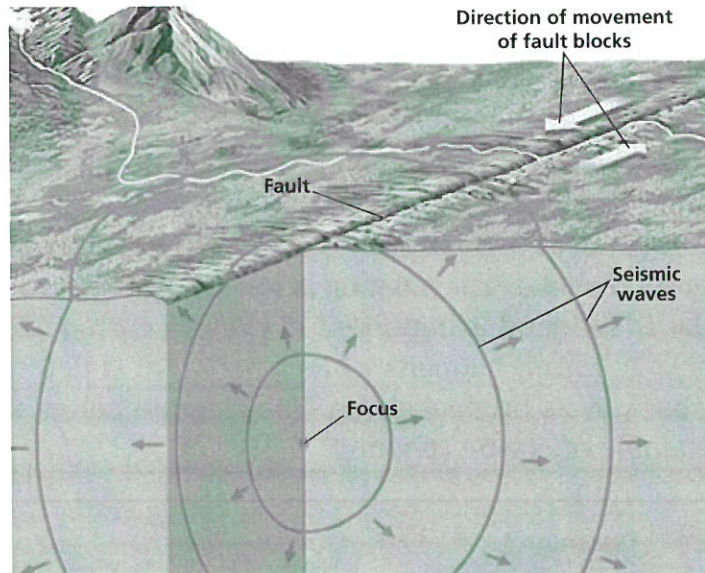 Direction of movement
of fault blocks
Fault
Seismic
waves
Focus